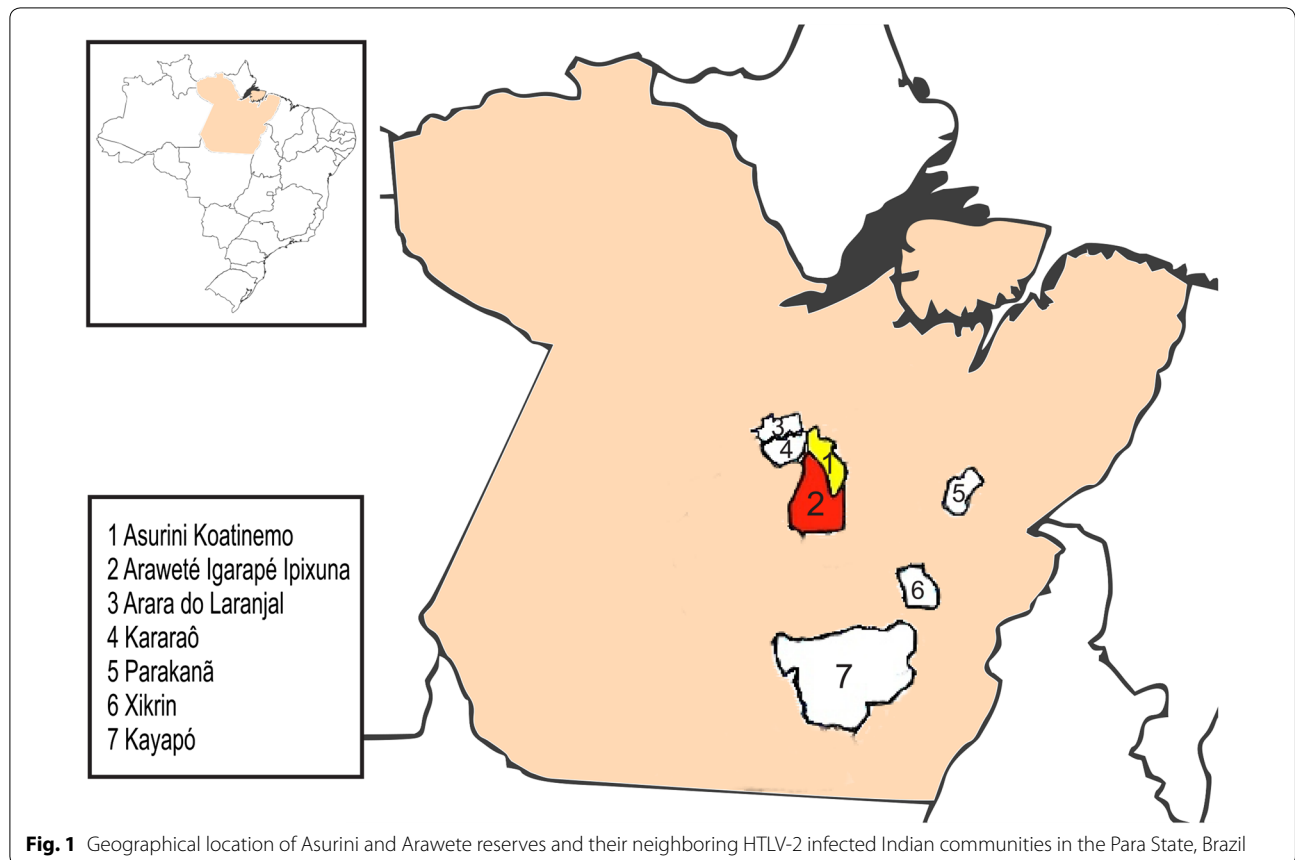 3
4
1
2
5
6
7
1 Asurini Koatinemo
2 Araweté Igarapé Ipixuna
3 Arara do Laranjal
4 Kararaô
5 Parakanã
6 Xikrin
7 Kayapó
Fig. 1 Geographical location of Asurini and Arawete reserves and their neighboring HTLV-2 infected Indian communities in the Para State, Brazil